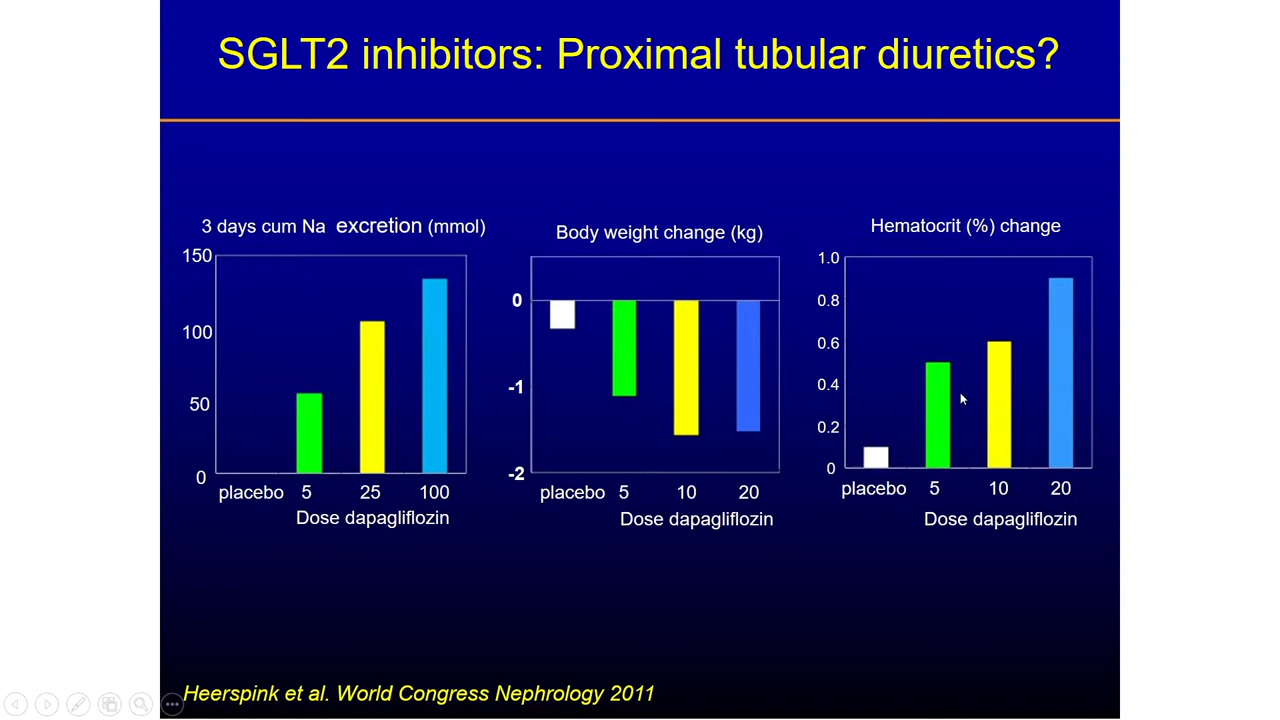 SGLT2 inhibitors: Proximal tubular diuretics?
3 days cum Na excretion (mmol)
150
100
50
0
placebo 5 25 100
Dose dapagliflozin
Body weight change (kg)
0
-1
-2
placebo 5 10 20
Dose dapagliflozin
Hematocrit (%) change
1.0
0.8
0.6
0.4
0.2
0
placebo 5 10 20
Dose dapagliflozin
Heerspink et al. World Congress Nephrology 2011